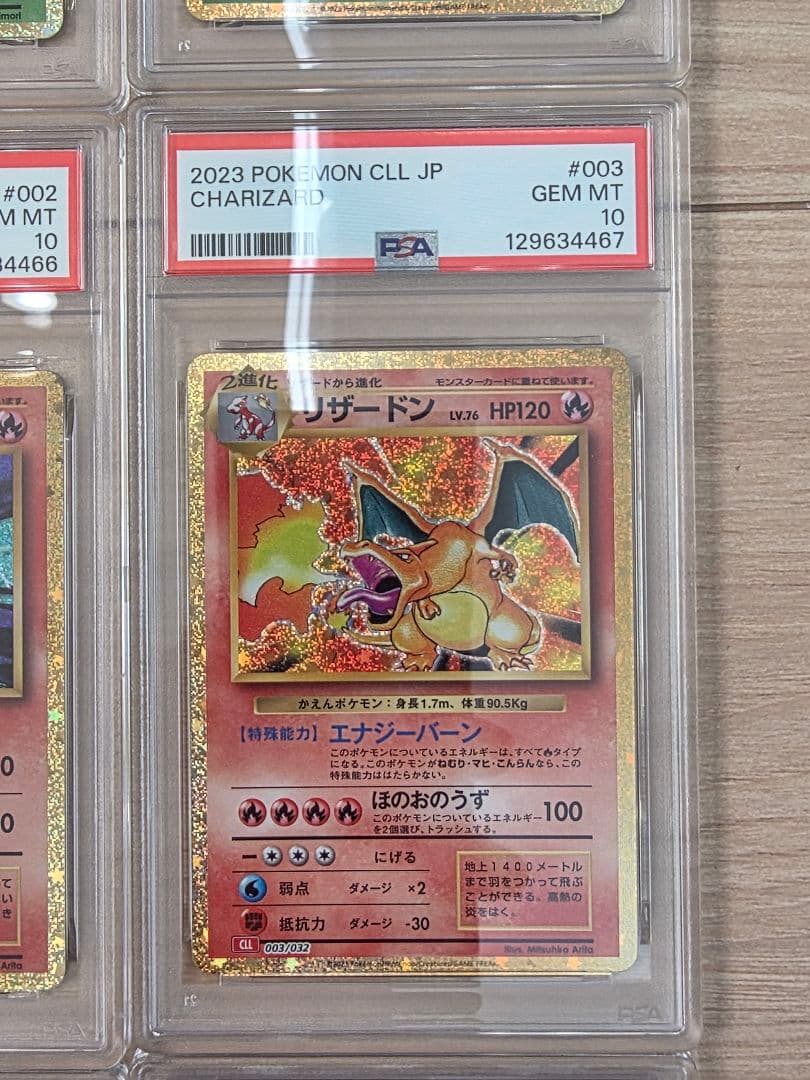 2023 POKEMON CLL JP #003
CHARIZARD GEM MT
10
PSA 129634467
#002
M MT
10
34466
2進化 リザードから進化 モンスターカードに重ねて使います。
リザードン LV.76 HP120
かえんポケモン：身長1.7m、体重90.5Kg
【特殊能力】エナジーバーン
このポケモンについているエネルギーは、すべて タイプ
になる。このポケモンがねむり・マヒ・こんらんなら、この
特殊能力ははたらかない。
ほのおのうず 100
このポケモンについているエネルギー
を2個選び、トラッシュする。
にげる
弱点 ダメージ ×2
抵抗力 ダメージ -30
地上1400メートル
まで羽をつかって飛ぶ
ことができる。高熱の
炎をはく。
CLL 003/032 Illus. Mitsuhiro Arita
PSA
Arita